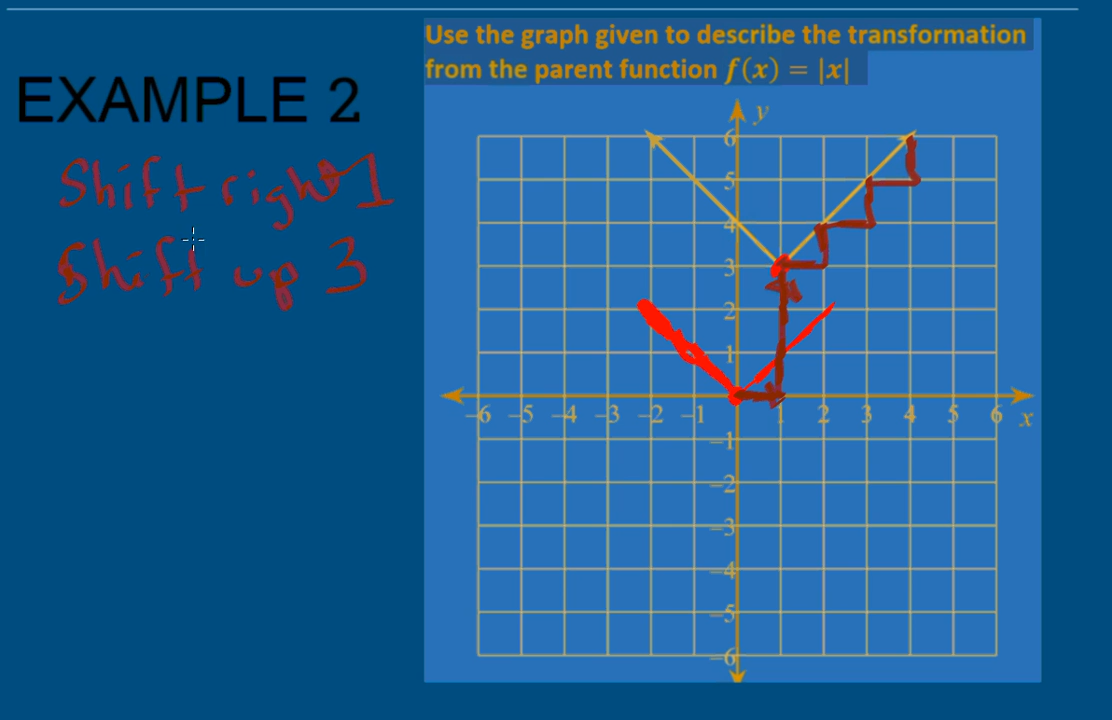 Use the graph given to describe the transformation
from the parent function f(x) = |x|
EXAMPLE 2
Shift right 1
Shift up 3
y
6
5
4
3
2
1
-6 -5 -4 -3 -2 -1 1 2 3 4 5 6 x
-1
-2
-3
-4
-5
-6